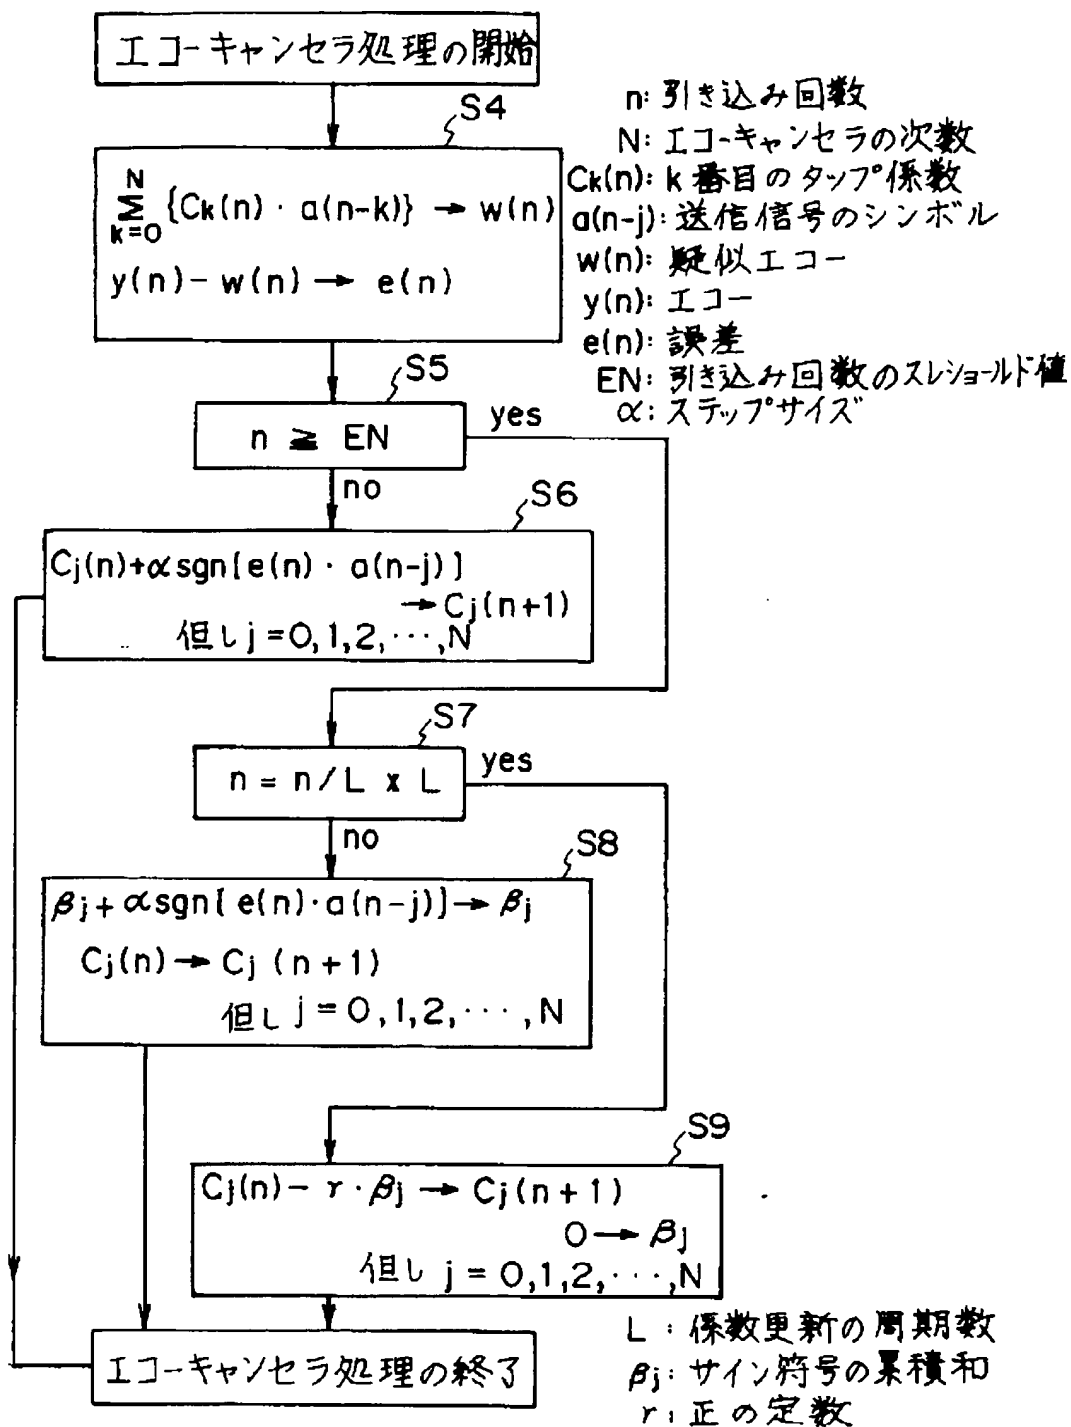 エコーキャンセラ処理の開始
n: 引き込み回数
S4
N: エコーキャンセラの次数
N
Σ {Ck(n)・a(n-k)} → w(n)
k=0
y(n)-w(n) → e(n)
Ck(n): k番目のタップ係数
a(n-j): 送信信号のシンボル
w(n): 疑似エコー
y(n): エコー
e(n): 誤差
EN: 引き込み回数のスレショールド値
α: ステップサイズ
S5
n ≧ EN
yes
no
S6
Cj(n)+αsgn[e(n)・a(n-j)]
→ Cj(n+1)
但し j=0,1,2,…,N
S7
n = n/L x L
yes
no
S8
βj+αsgn[e(n)・a(n-j)]→βj
Cj(n)→ Cj (n+1)
但し j=0,1,2,…,N
S9
Cj(n)-r・βj → Cj(n+1)
0→βj
但し j=0,1,2,…,N
エコーキャンセラ処理の終了
L : 係数更新の周期数
βj: サイン符号の累積和
r: 正の定数